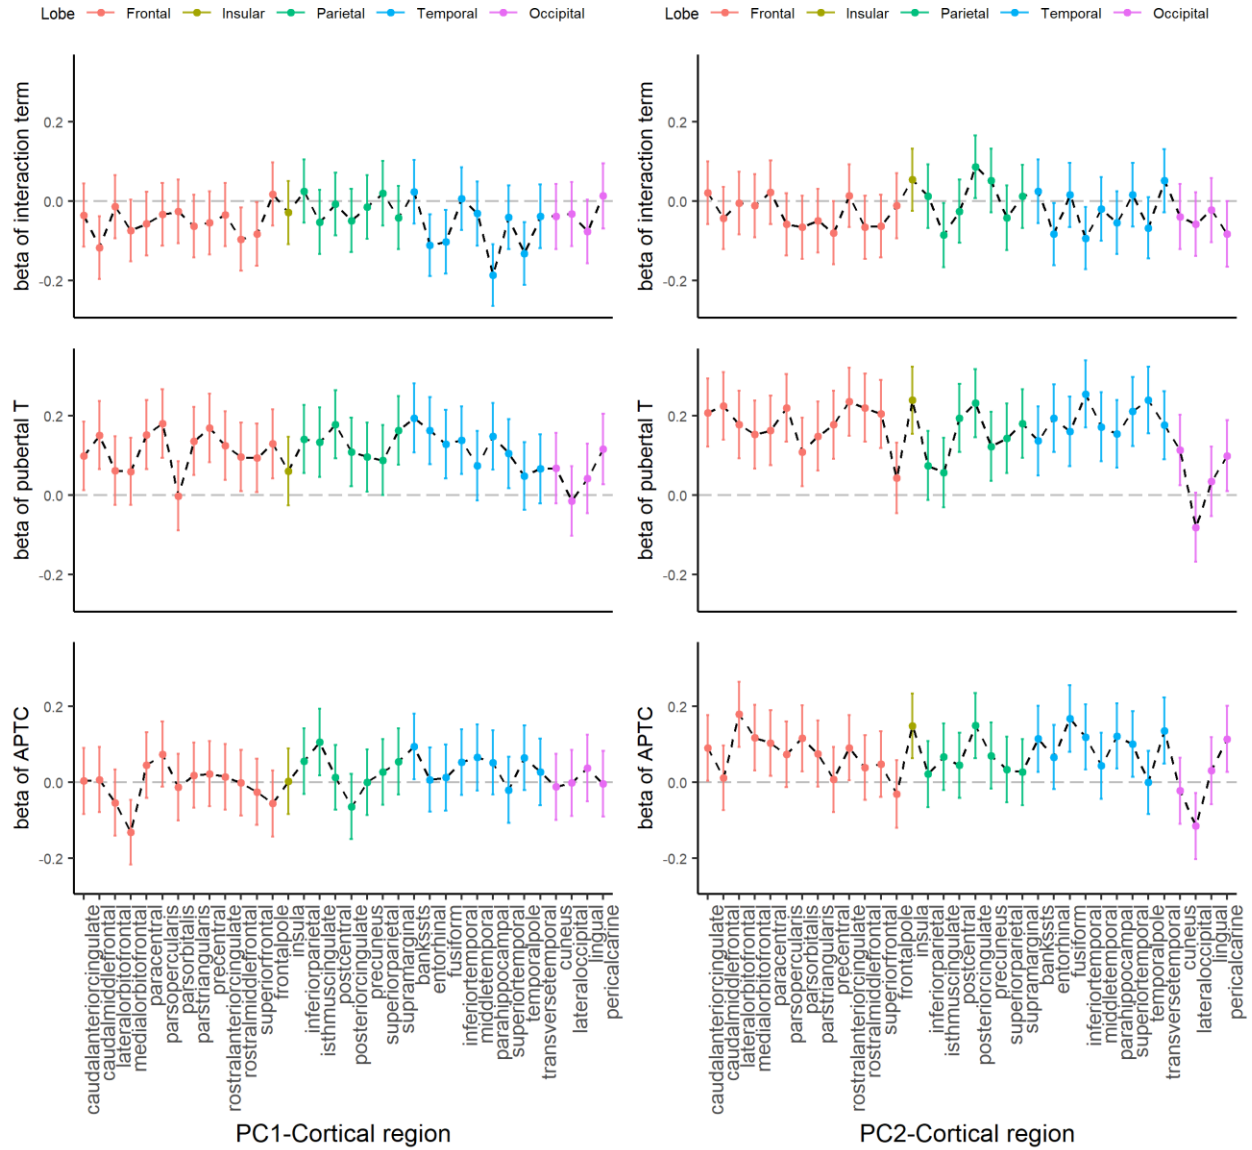 Lobe Frontal Insular Parietal Temporal Occipital
Lobe Frontal Insular Parietal Temporal Occipital
beta of interaction term
0.2
0.0
-0.2
beta of interaction term
0.2
0.0
-0.2
beta of pubertal T
0.2
0.0
-0.2
beta of pubertal T
0.2
0.0
-0.2
beta of APTC
0.2
0.0
-0.2
beta of APTC
0.2
0.0
-0.2
caudalanteriorcingulate
caudalmiddlefrontal
lateralorbitofrontal
medialorbitofrontal
paracentral
parsopercularis
parsorbitalis
parstriangularis
precentral
rostralanteriorcingulate
rostralmiddlefrontal
superiorfrontal
frontalpole
insula
inferiorparietal
isthmuscingulate
postcentral
posteriorcingulate
precuneus
superiorparietal
supramarginal
bankssts
entorhinal
fusiform
inferiortemporal
middletemporal
parahippocampal
superiortemporal
temporalpole
transversetemporal
cuneus
lateraloccipital
lingual
pericalcarine
PC1-Cortical region
caudalanteriorcingulate
caudalmiddlefrontal
lateralorbitofrontal
medialorbitofrontal
paracentral
parsopercularis
parsorbitalis
parstriangularis
precentral
rostralanteriorcingulate
rostralmiddlefrontal
superiorfrontal
frontalpole
insula
inferiorparietal
isthmuscingulate
postcentral
posteriorcingulate
precuneus
superiorparietal
supramarginal
bankssts
entorhinal
fusiform
inferiortemporal
middletemporal
parahippocampal
superiortemporal
temporalpole
transversetemporal
cuneus
lateraloccipital
lingual
pericalcarine
PC2-Cortical region